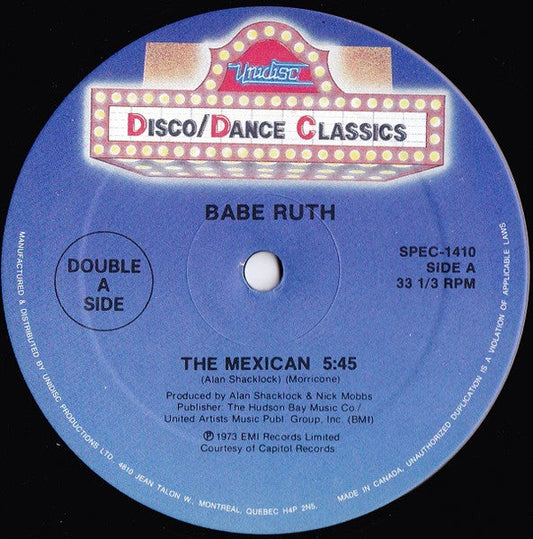 Unidisc
DISCO/DANCE CLASSICS
BABE RUTH
DOUBLE
A
SIDE
SPEC-1410
SIDE A
33 1/3 RPM
THE MEXICAN 5:45
(Alan Shacklock) (Morricone)
Produced by Alan Shacklock & Nick Mobbs
Publisher: The Hudson Bay Music Co/
United Artists Music Publ. Group, Inc. (BMI)
Ⓟ 1973 EMI Records Limited
Courtesy of Capitol Records
MANUFACTURED & DISTRIBUTED BY UNIDISC PRODUCTIONS LTD. 4810 JEAN TALON W., MONTREAL, QUEBEC H4P 2N5. MADE IN CANADA, UNAUTHORIZED DUPLICATION IS A VIOLATION OF APPLICABLE LAWS